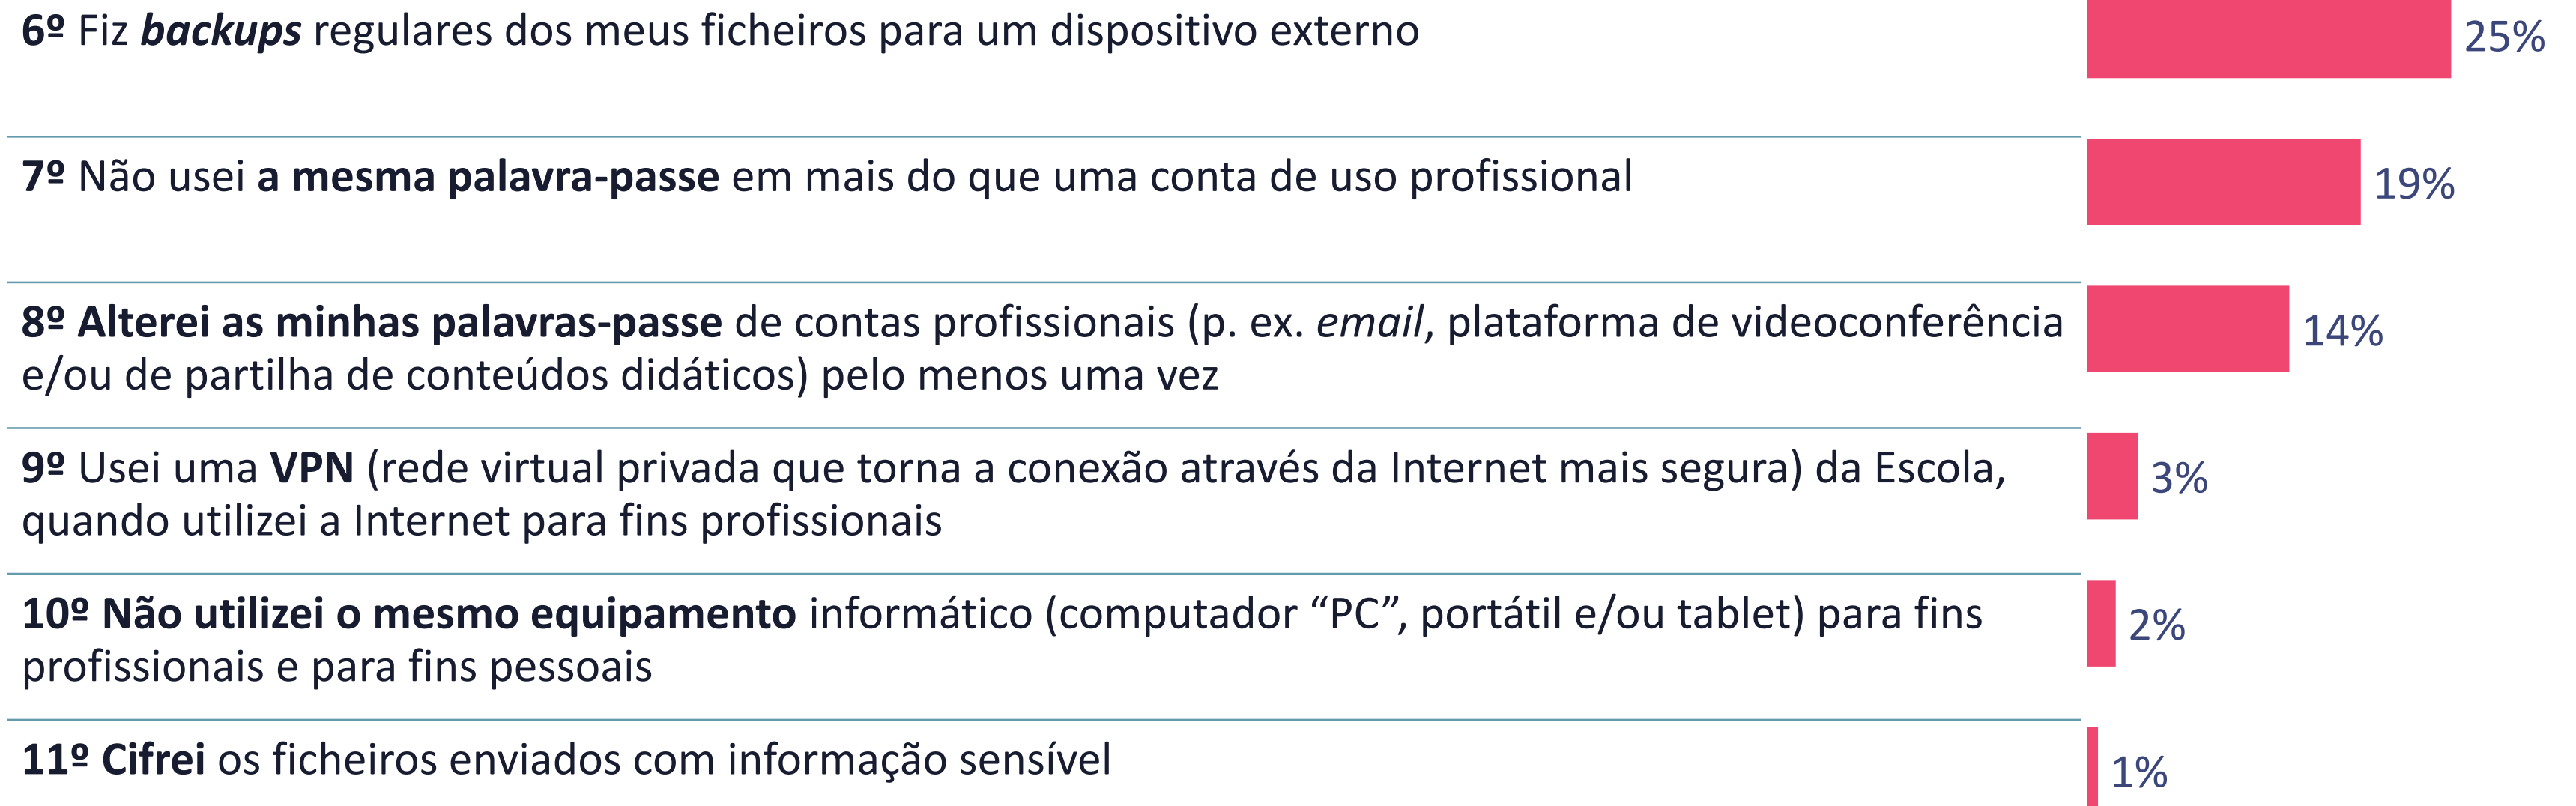 6º Fiz backups regulares dos meus ficheiros para um dispositivo externo
25%
7º Não usei a mesma palavra-passe em mais do que uma conta de uso profissional
19%
8º Alterei as minhas palavras-passe de contas profissionais (p. ex. email, plataforma de videoconferência
e/ou de partilha de conteúdos didáticos) pelo menos uma vez
14%
9º Usei uma VPN (rede virtual privada que torna a conexão através da Internet mais segura) da Escola,
quando utilizei a Internet para fins profissionais
3%
10º Não utilizei o mesmo equipamento informático (computador “PC”, portátil e/ou tablet) para fins
profissionais e para fins pessoais
2%
11º Cifrei os ficheiros enviados com informação sensível
1%